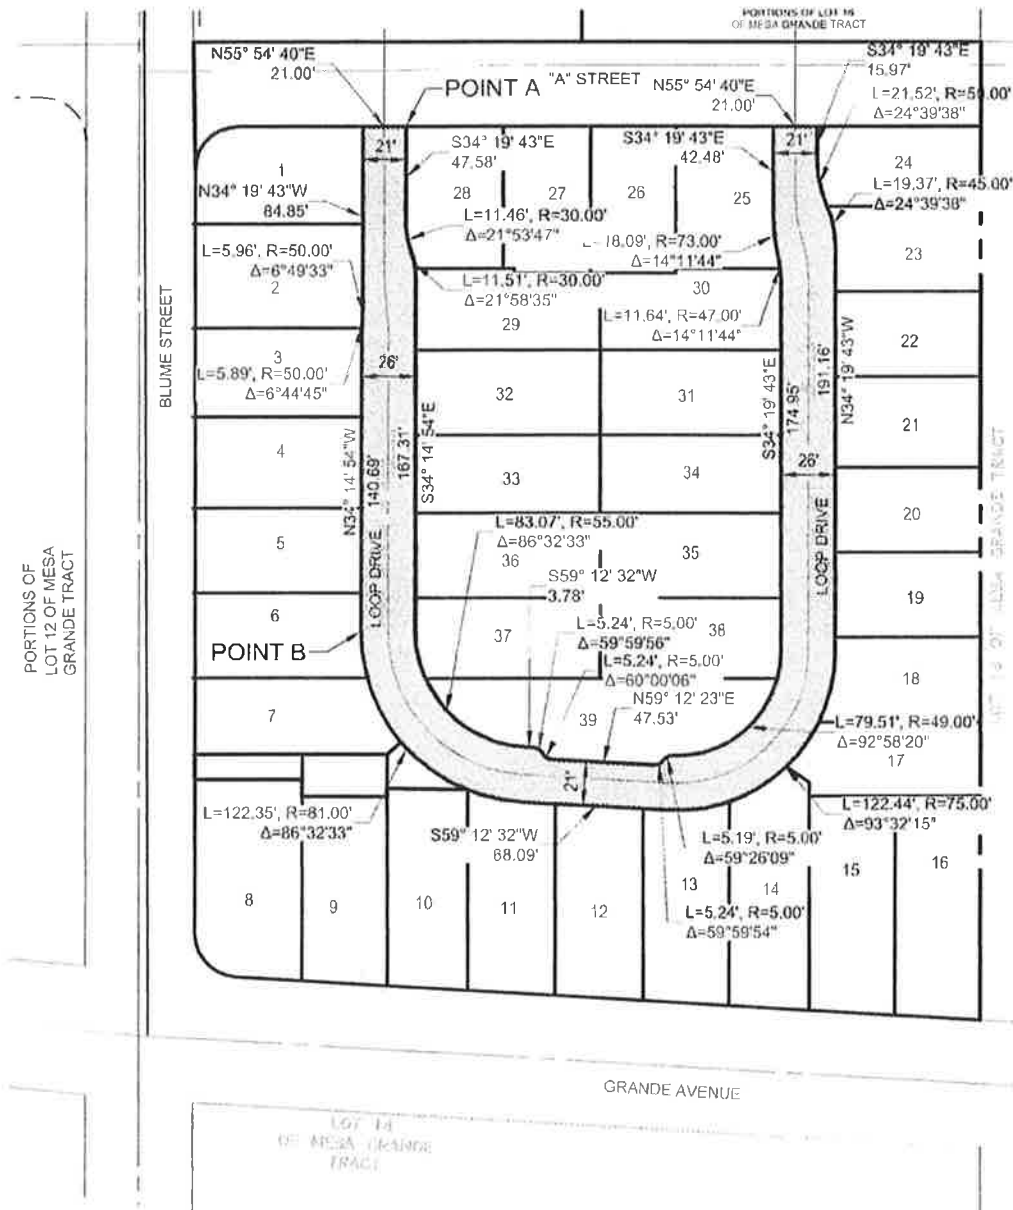 PORTIONS OF LOT 16
OF MESA GRANDE TRACT
N55° 54' 40"E
21.00'
POINT A
"A" STREET
N55° 54' 40"E
21.00'
S34° 19' 43"E
15.97'
L=21.52', R=50.00'
Δ=24°39'38"
21'
S34° 19' 43"E
47.58'
S34° 19' 43"E
42.48'
21'
1
28
27
26
25
24
N34° 19' 43"W
84.85'
L=19.37', R=45.00'
Δ=24°39'38"
L=11.46', R=30.00'
Δ=21°53'47"
L=18.09', R=73.00'
Δ=14°11'44"
23
L=5.96', R=50.00'
Δ=6°49'33"
2
L=11.51', R=30.00'
Δ=21°58'35"
30
L=11.64', R=47.00'
Δ=14°11'44"
29
BLUME STREET
22
3
L=5.89', R=50.00'
Δ=6°44'45"
26'
32
31
S34° 19' 43"E
174.95'
191.16'
N34° 19' 43"W
21
4
N34° 14' 54"W
140.69'
167.31'
S34° 14' 54"E
33
34
26'
20
5
L=83.07', R=55.00'
Δ=86°32'33"
36
35
LOOP DRIVE
LOOP DRIVE
S59° 12' 32"W
3.78'
19
6
PORTIONS OF
LOT 12 OF MESA
GRANDE TRACT
L=5.24', R=5.00'
Δ=59°59'56"
37
38
POINT B
L=5.24', R=5.00'
Δ=60°00'06"
18
N59° 12' 23"E
47.53'
7
39
L=79.51', R=49.00'
Δ=92°58'20"
17
21'
L=122.35', R=81.00'
Δ=86°32'33"
L=122.44', R=75.00'
Δ=93°32'15"
S59° 12' 32"W
68.09'
L=5.19', R=5.00'
Δ=59°26'09"
8
9
10
11
12
13
14
15
16
L=5.24', R=5.00'
Δ=59°59'54"
GRANDE AVENUE
LOT 14
OF MESA GRANDE
TRACT
MESA GRANDE TRACT